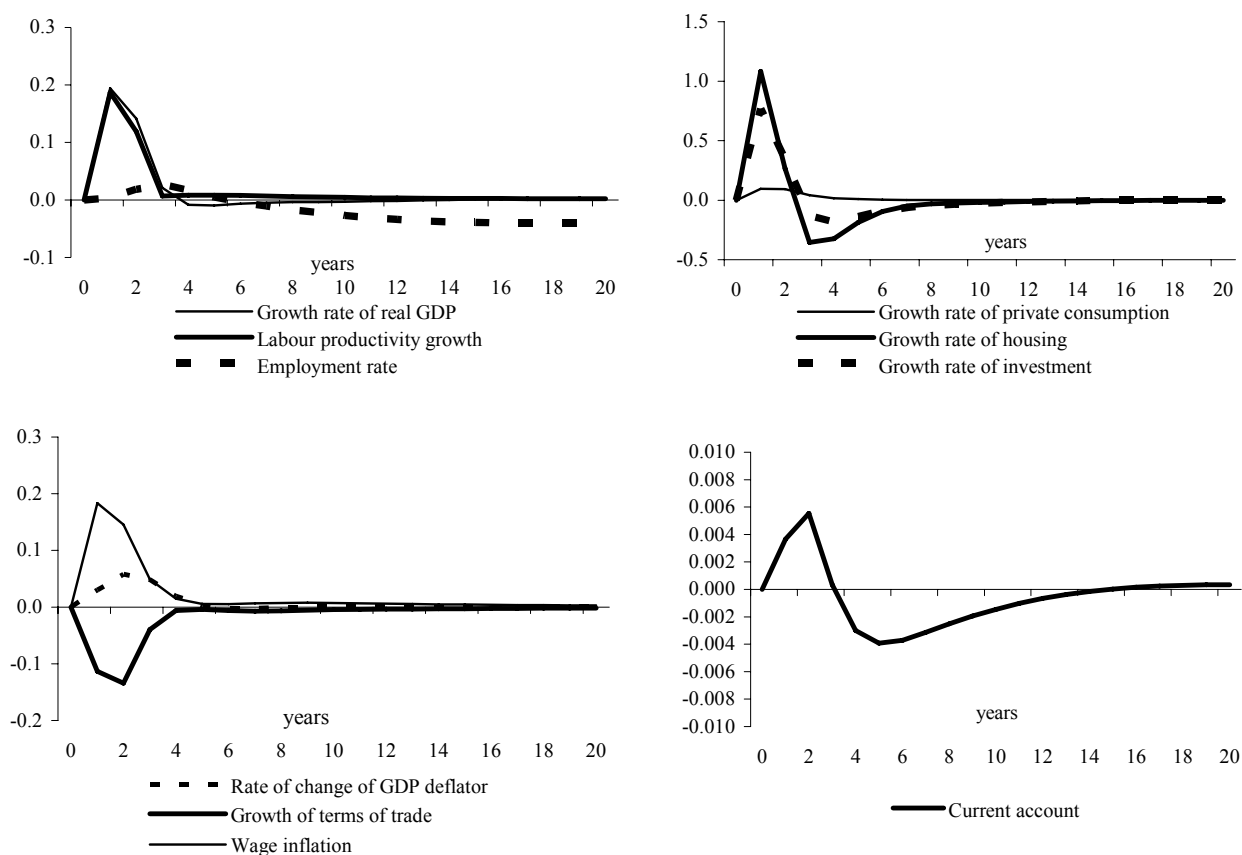 0.3
0.2
0.1
0.0
-0.1
years
0 2 4 6 8 10 12 14 16 18 20
Growth rate of real GDP
Labour productivity growth
Employment rate
1.5
1.0
0.5
0.0
-0.5
years
0 2 4 6 8 10 12 14 16 18 20
Growth rate of private consumption
Growth rate of housing
Growth rate of investment
0.3
0.2
0.1
0.0
-0.1
-0.2
years
0 2 4 6 8 10 12 14 16 18 20
Rate of change of GDP deflator
Growth of terms of trade
Wage inflation
0.010
0.008
0.006
0.004
0.002
0.000
-0.002
-0.004
-0.006
-0.008
-0.010
years
0 2 4 6 8 10 12 14 16 18 20
Current account